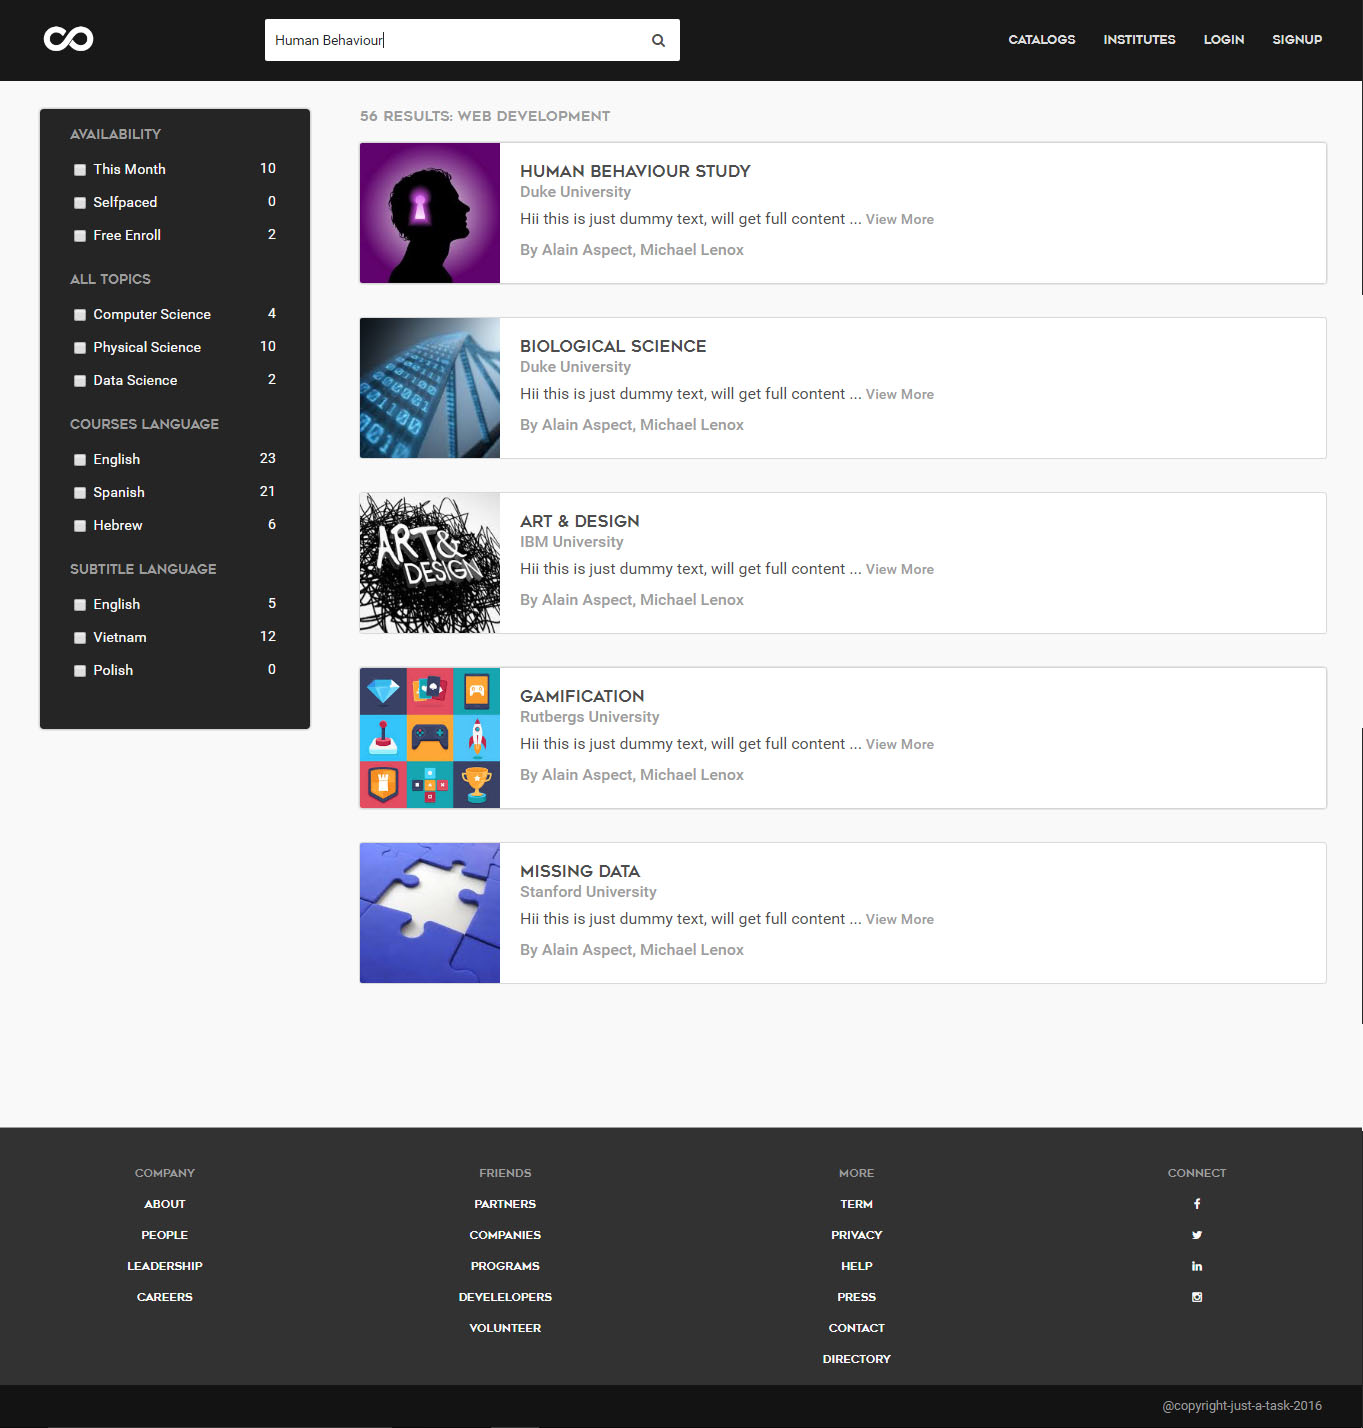 Human Behaviour
CATALOGS
INSTITUTES
LOGIN
SIGNUP
AVAILABILITY
This Month 10
Selfpaced 0
Free Enroll 2
ALL TOPICS
Computer Science 4
Physical Science 10
Data Science 2
COURSES LANGUAGE
English 23
Spanish 21
Hebrew 6
SUBTITLE LANGUAGE
English 5
Vietnam 12
Polish 0
56 RESULTS: WEB DEVELOPMENT
HUMAN BEHAVIOUR STUDY
Duke University
Hii this is just dummy text, will get full content ... View More
By Alain Aspect, Michael Lenox
BIOLOGICAL SCIENCE
Duke University
Hii this is just dummy text, will get full content ... View More
By Alain Aspect, Michael Lenox
ART&
DESIGN
ART & DESIGN
IBM University
Hii this is just dummy text, will get full content ... View More
By Alain Aspect, Michael Lenox
GAMIFICATION
Rutbergs University
Hii this is just dummy text, will get full content ... View More
By Alain Aspect, Michael Lenox
MISSING DATA
Stanford University
Hii this is just dummy text, will get full content ... View More
By Alain Aspect, Michael Lenox
COMPANY
ABOUT
PEOPLE
LEADERSHIP
CAREERS
FRIENDS
PARTNERS
COMPANIES
PROGRAMS
DEVELELOPERS
VOLUNTEER
MORE
TERM
PRIVACY
HELP
PRESS
CONTACT
DIRECTORY
CONNECT
@copyright-just-a-task-2016